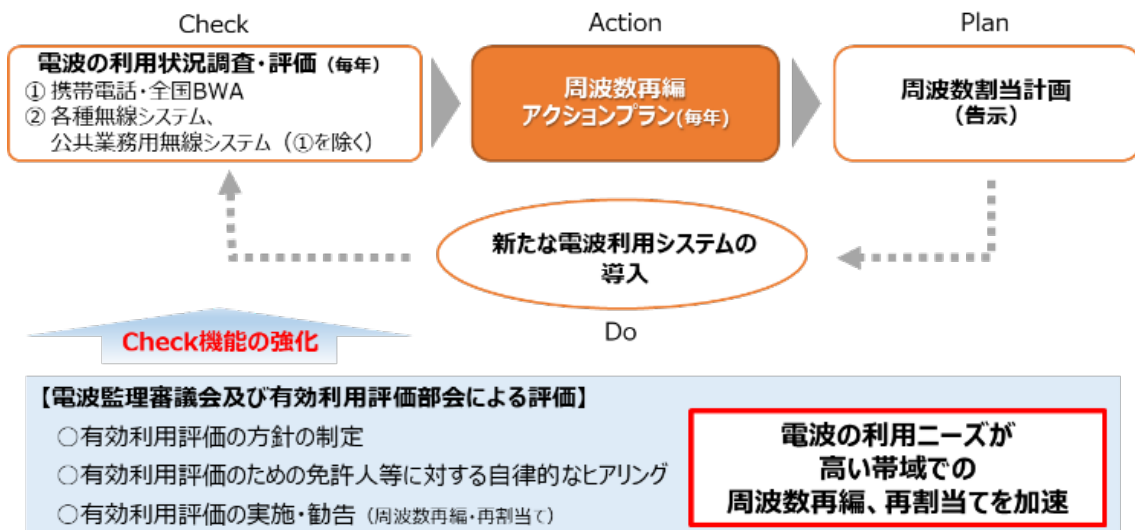 Check
Action
Plan
電波の利用状況調査・評価（毎年）
① 携帯電話・全国BWA
② 各種無線システム、
公共業務用無線システム（①を除く）
周波数再編
アクションプラン(毎年)
周波数割当計画
（告示）
新たな電波利用システムの
導入
Do
Check機能の強化
【電波監理審議会及び有効利用評価部会による評価】
○有効利用評価の方針の制定
○有効利用評価のための免許人等に対する自律的なヒアリング
○有効利用評価の実施・勧告（周波数再編・再割当て）
電波の利用ニーズが
高い帯域での
周波数再編、再割当てを加速